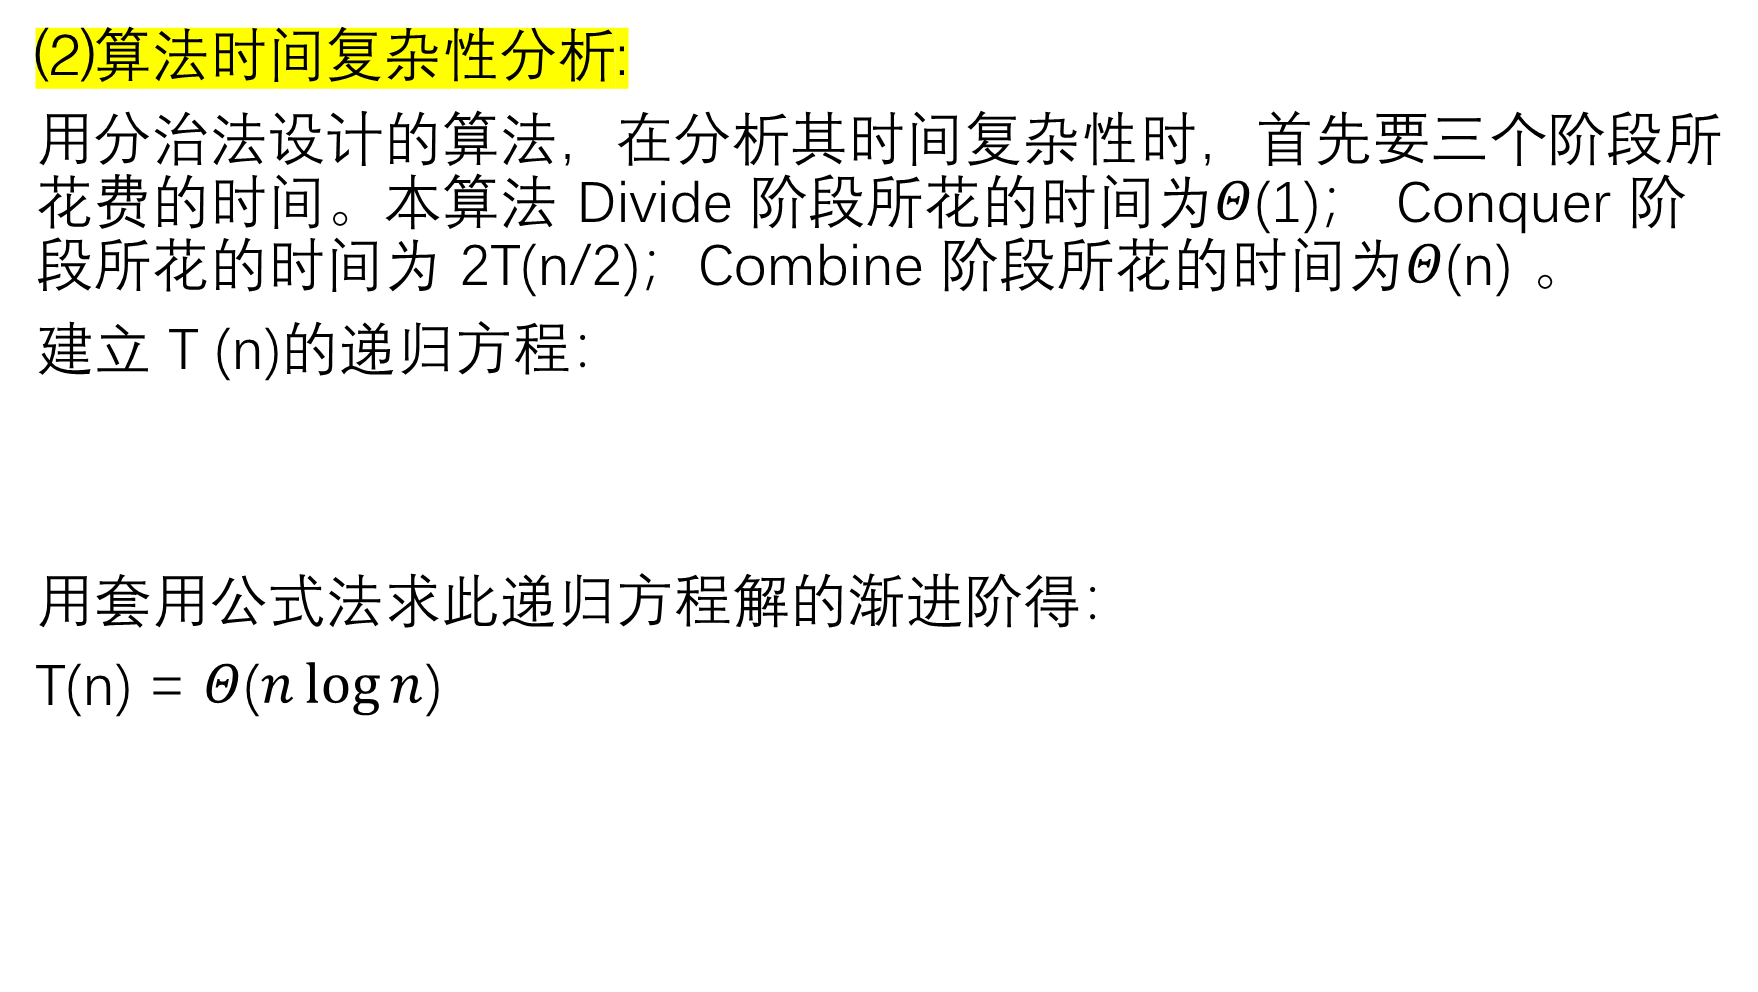 (2)算法时间复杂性分析:
用分治法设计的算法，在分析其时间复杂性时，首先要三个阶段所
花费的时间。本算法 Divide 阶段所花的时间为Θ(1)； Conquer 阶
段所花的时间为 2T(n/2)；Combine 阶段所花的时间为Θ(n) 。
建立 T (n)的递归方程：
用套用公式法求此递归方程解的渐进阶得：
T(n) = Θ(n log n)